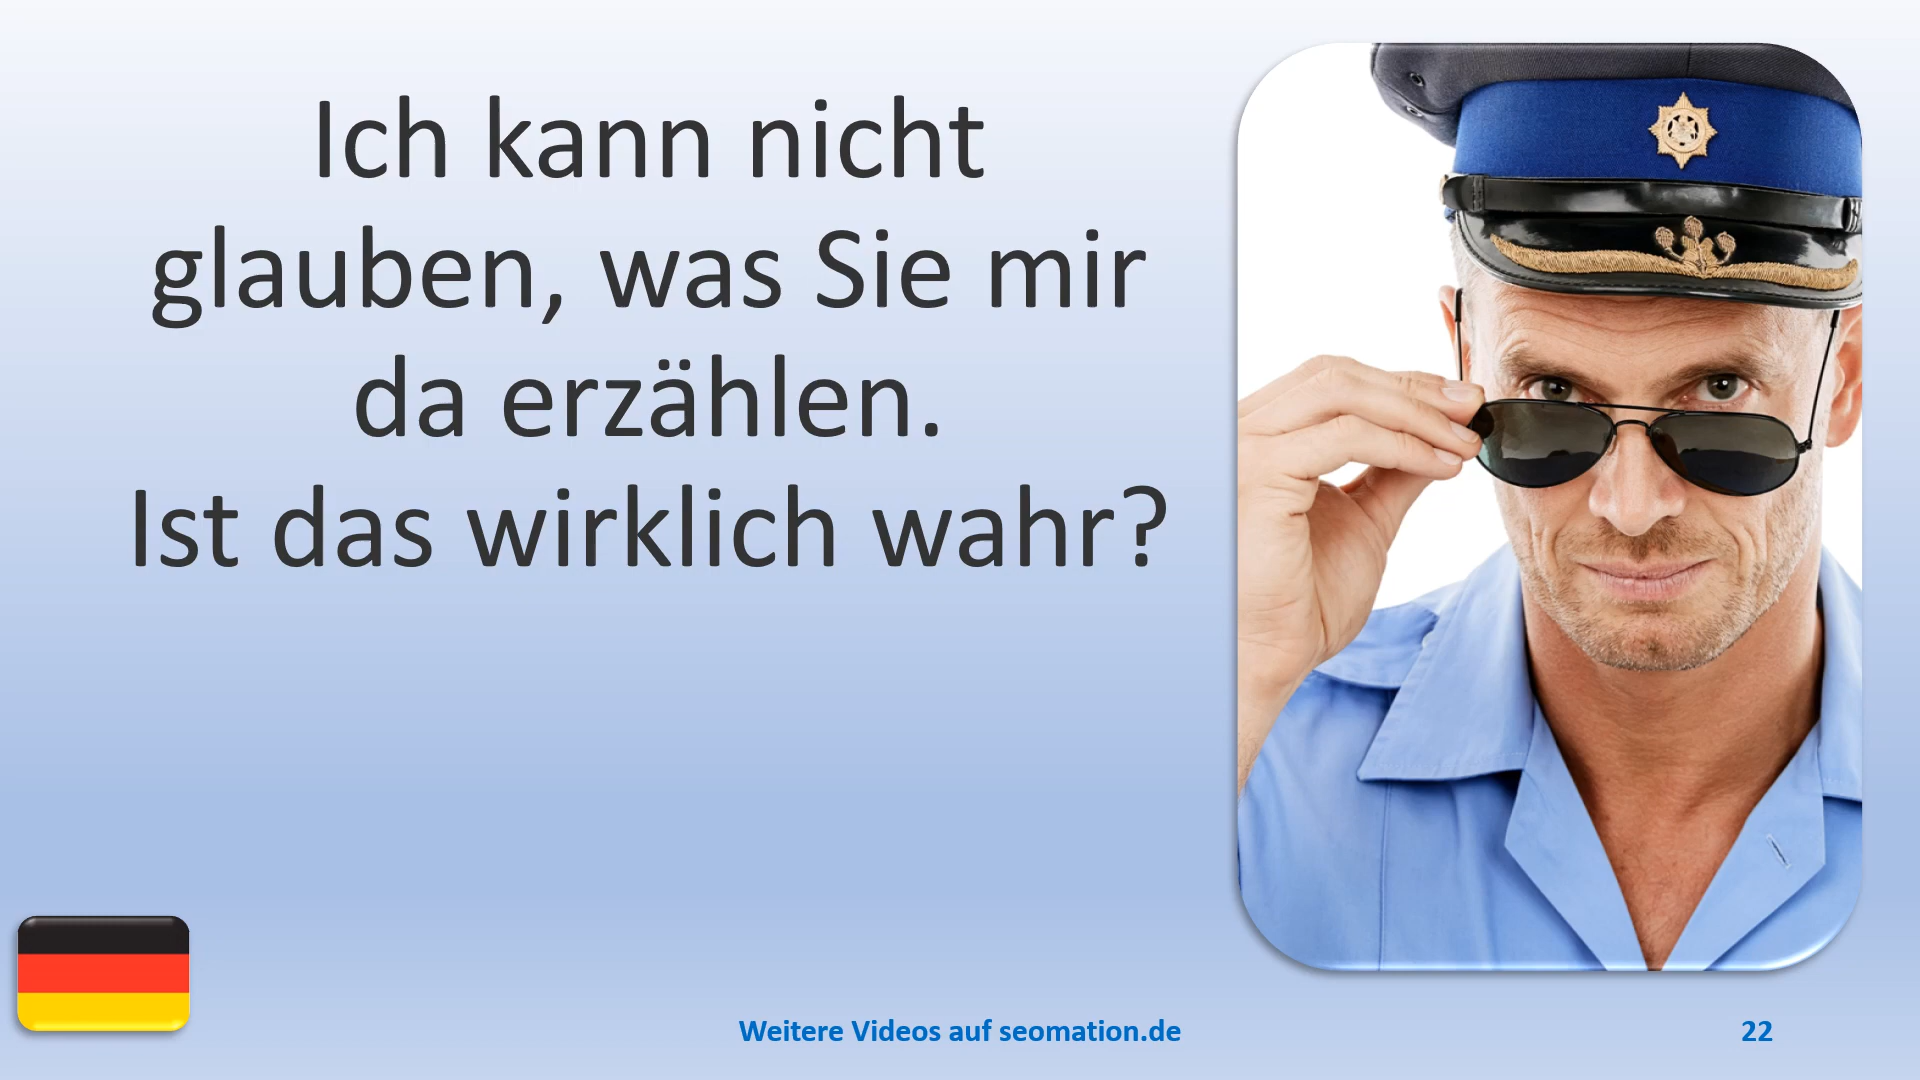 Ich kann nicht
glauben, was Sie mir
da erzählen.
Ist das wirklich wahr?
Weitere Videos auf seomation.de
22